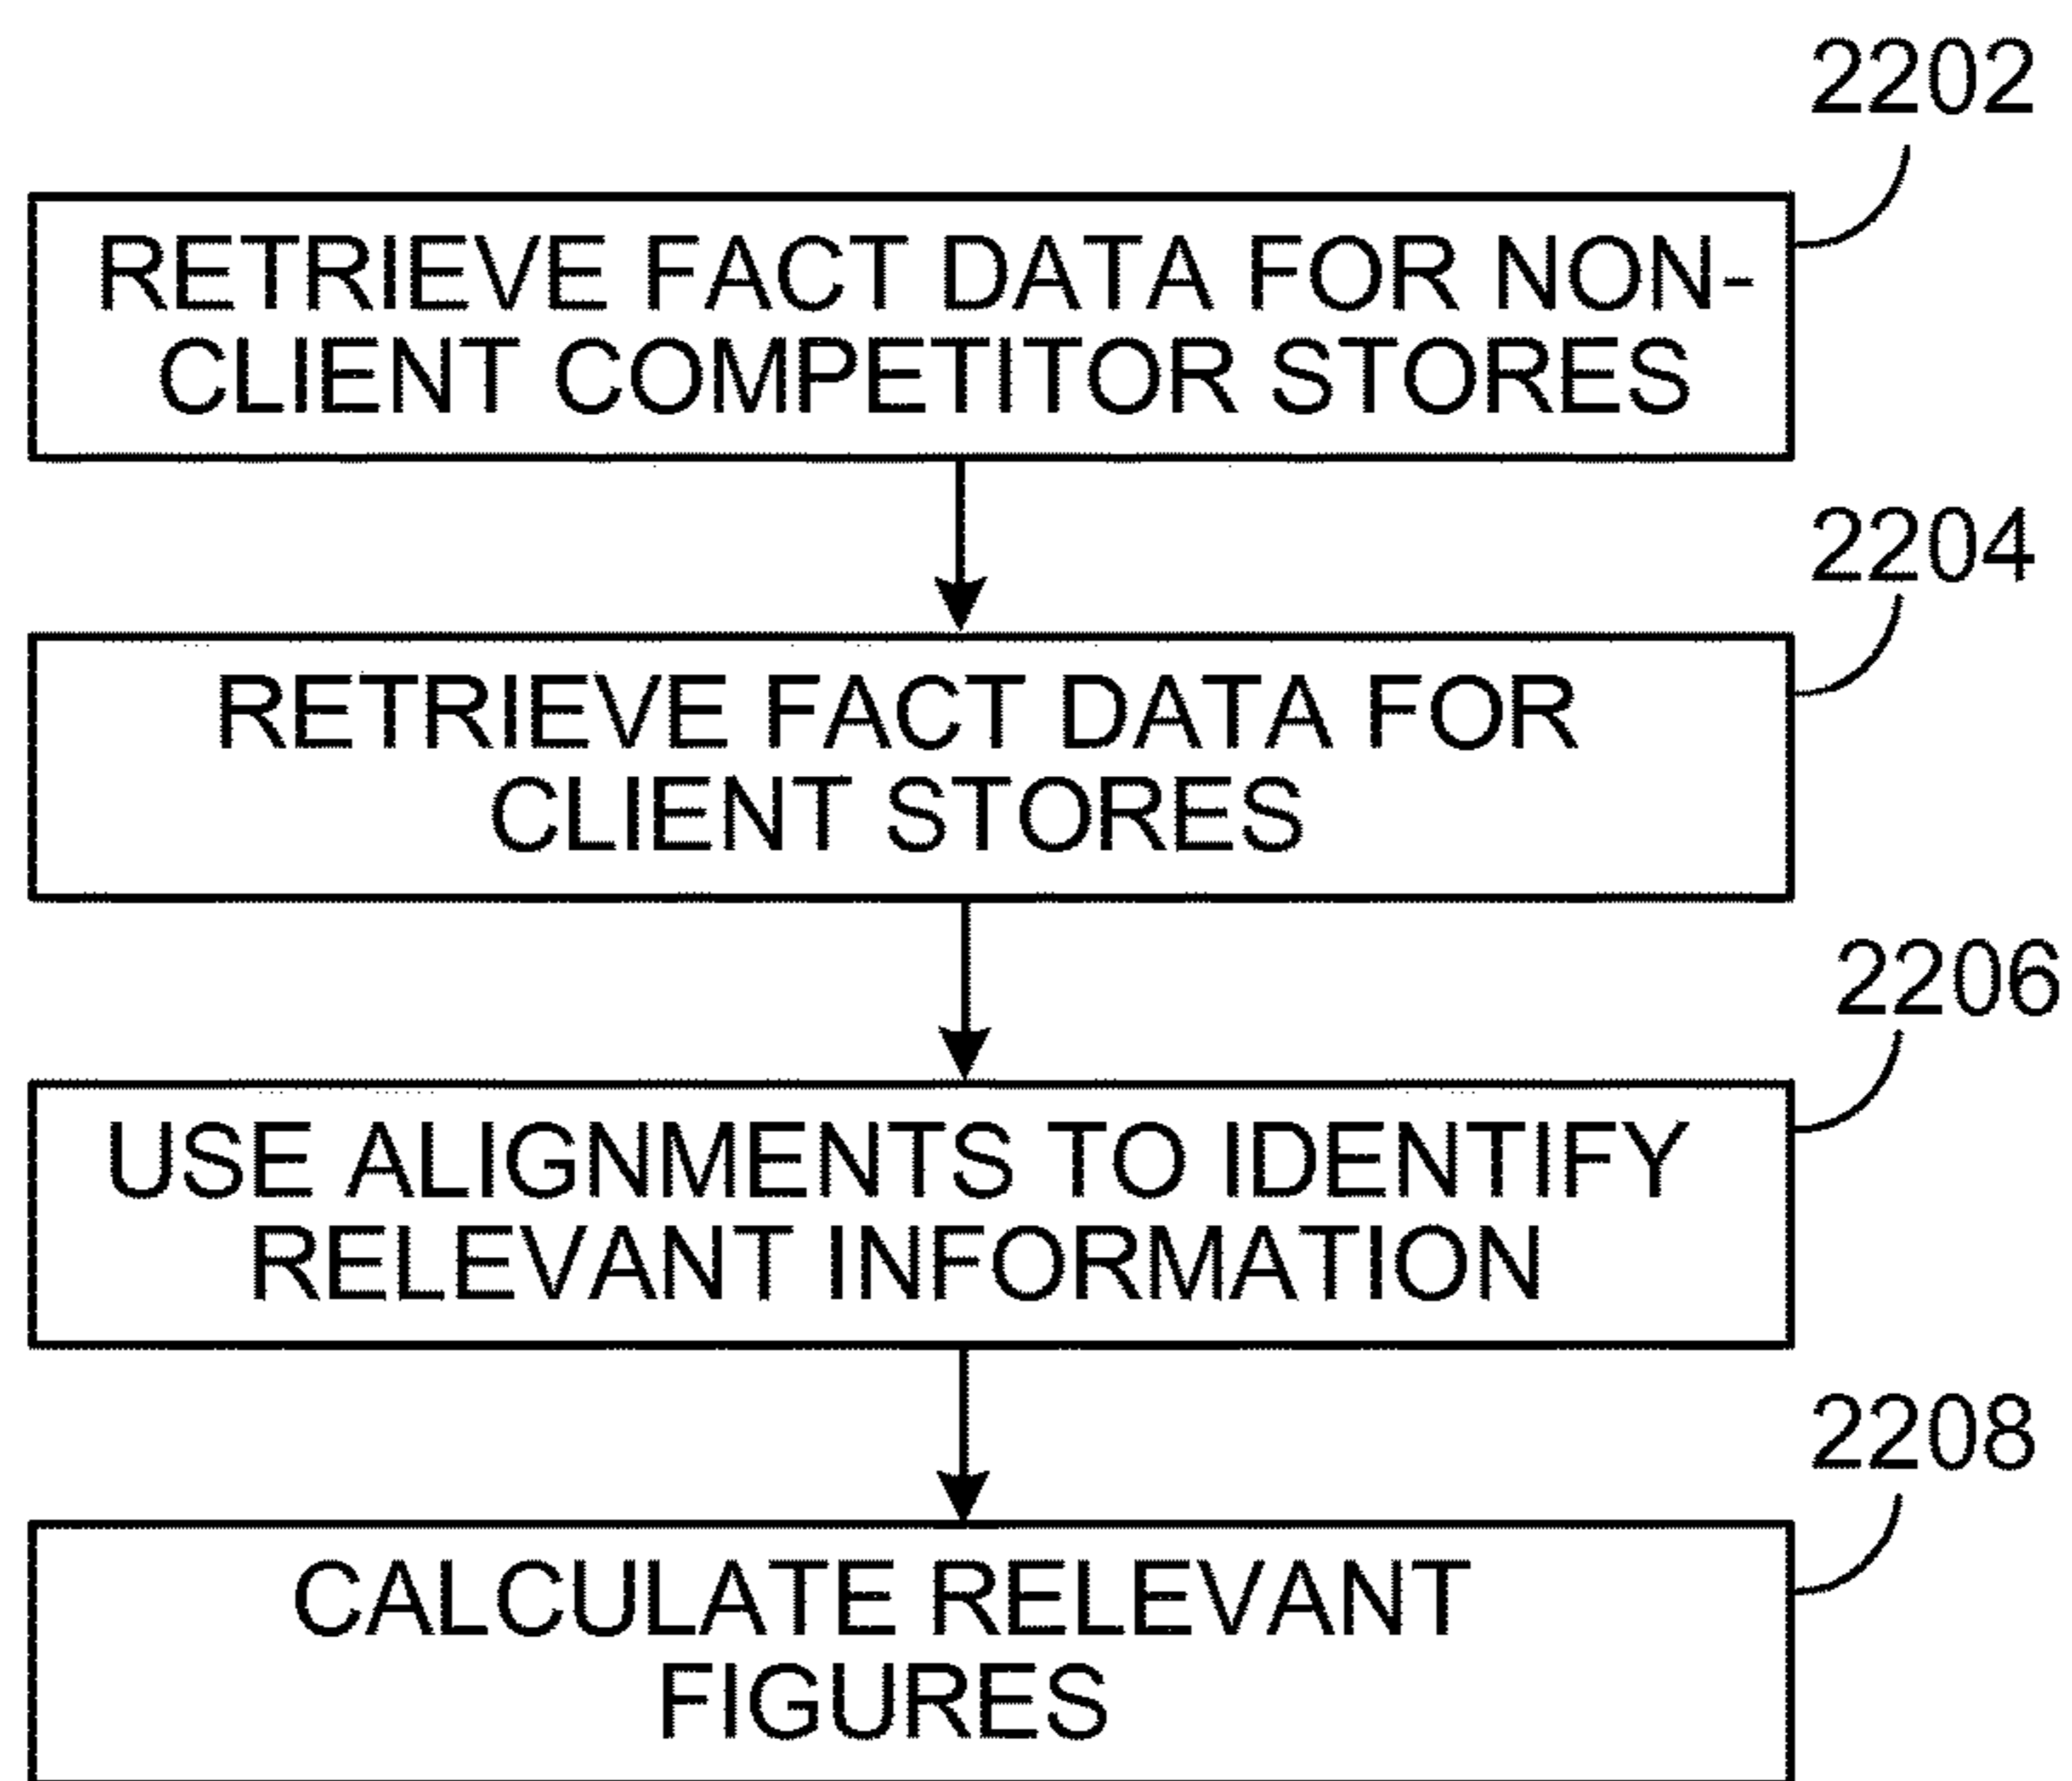 2202
RETRIEVE FACT DATA FOR NON-
CLIENT COMPETITOR STORES
2204
RETRIEVE FACT DATA FOR
CLIENT STORES
2206
USE ALIGNMENTS TO IDENTIFY
RELEVANT INFORMATION
2208
CALCULATE RELEVANT
FIGURES